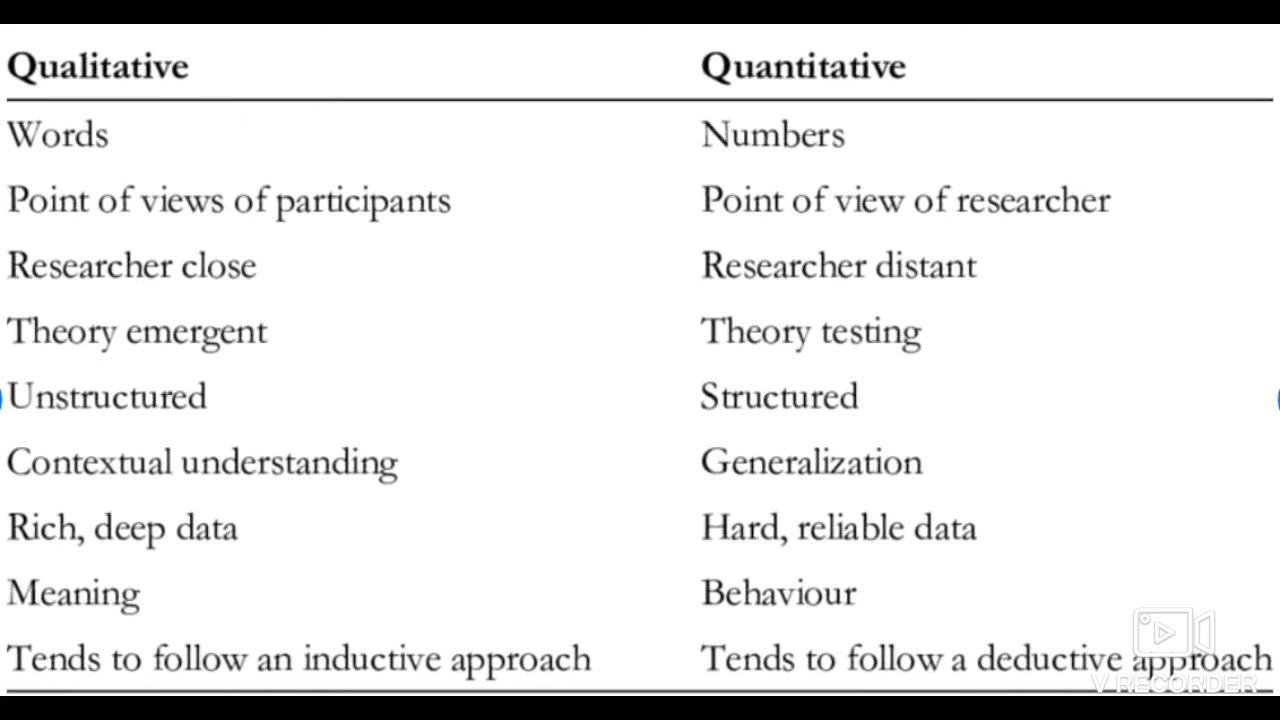 Qualitative Quantitative
Words Numbers
Point of views of participants Point of view of researcher
Researcher close Researcher distant
Theory emergent Theory testing
Unstructured Structured
Contextual understanding Generalization
Rich, deep data Hard, reliable data
Meaning Behaviour
Tends to follow an inductive approach Tends to follow a deductive approach
V RECORDER